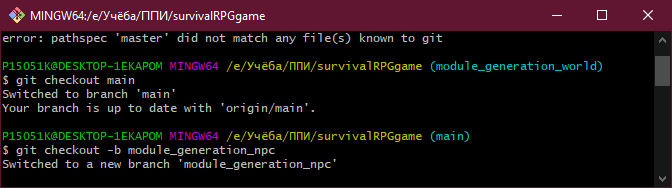 MINGW64:/e/Учёба/ППИ/survivalRPGgame
error: pathspec 'master' did not match any file(s) known to git
P15O51K@DESKTOP-1EKAPOM MINGW64 /e/Учёба/ППИ/survivalRPGgame (module_generation_world)
$ git checkout main
Switched to branch 'main'
Your branch is up to date with 'origin/main'.
P15O51K@DESKTOP-1EKAPOM MINGW64 /e/Учёба/ППИ/survivalRPGgame (main)
$ git checkout -b module_generation_npc
Switched to a new branch 'module_generation_npc'